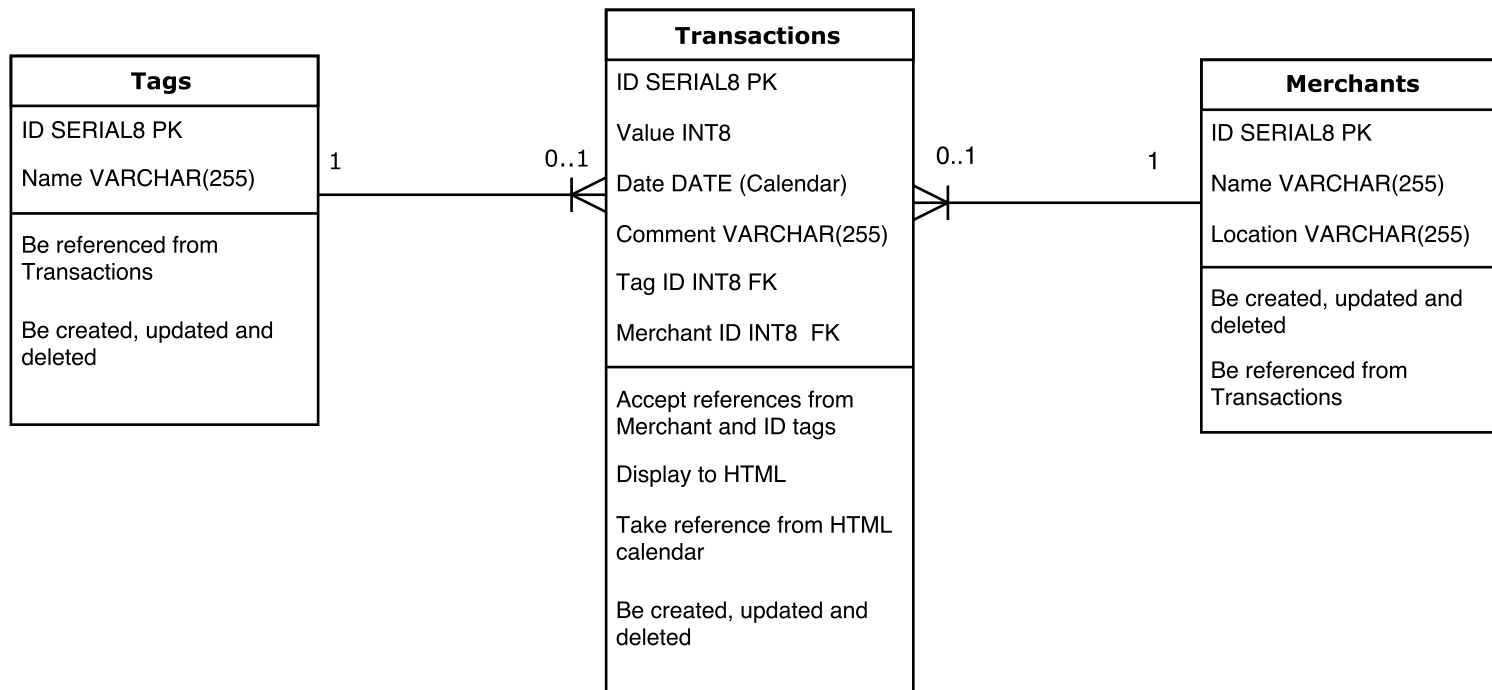 Tags
ID SERIAL8 PK
Name VARCHAR(255)
Be referenced from
Transactions
Be created, updated and
deleted
1
0..1
Transactions
ID SERIAL8 PK
Value INT8
Date DATE (Calendar)
Comment VARCHAR(255)
Tag ID INT8 FK
Merchant ID INT8  FK
Accept references from
Merchant and ID tags
Display to HTML
Take reference from HTML
calendar
Be created, updated and
deleted
0..1
1
Merchants
ID SERIAL8 PK
Name VARCHAR(255)
Location VARCHAR(255)
Be created, updated and
deleted
Be referenced from
Transactions